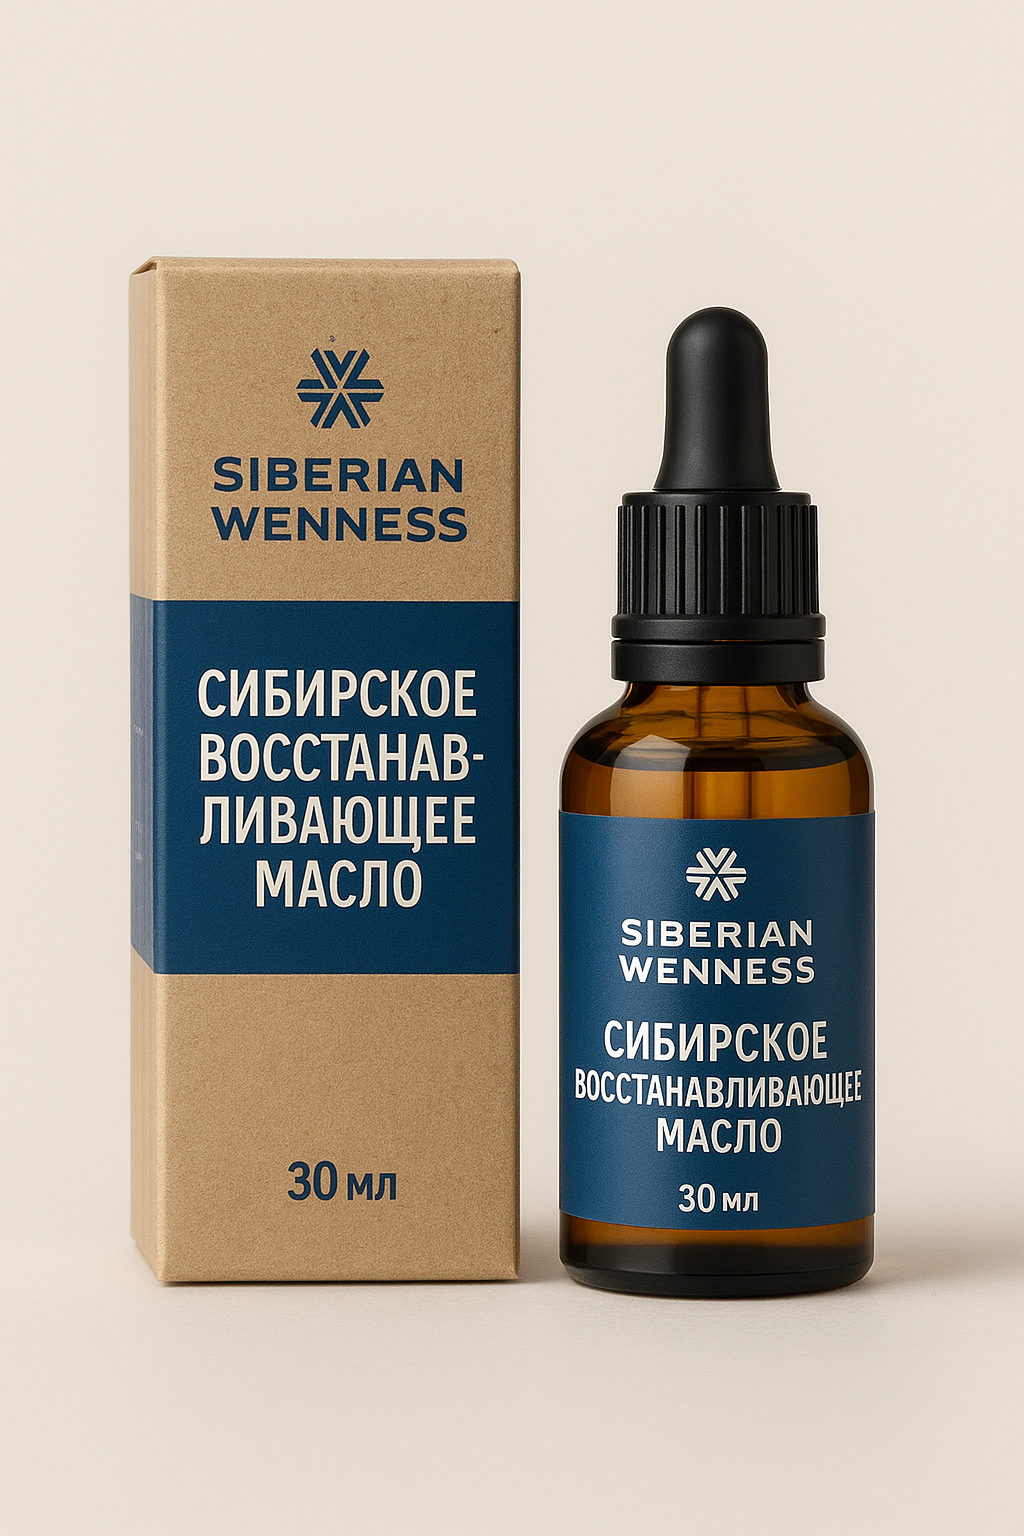 SIBERIAN
WENNESS
СИБИРСКОЕ
ВОССТАНАВ-
ЛИВАЮЩЕЕ
МАСЛО
30 мл
SIBERIAN
WENNESS
СИБИРСКОЕ
ВОССТАНАВЛИВАЮЩЕЕ
МАСЛО
30 мл